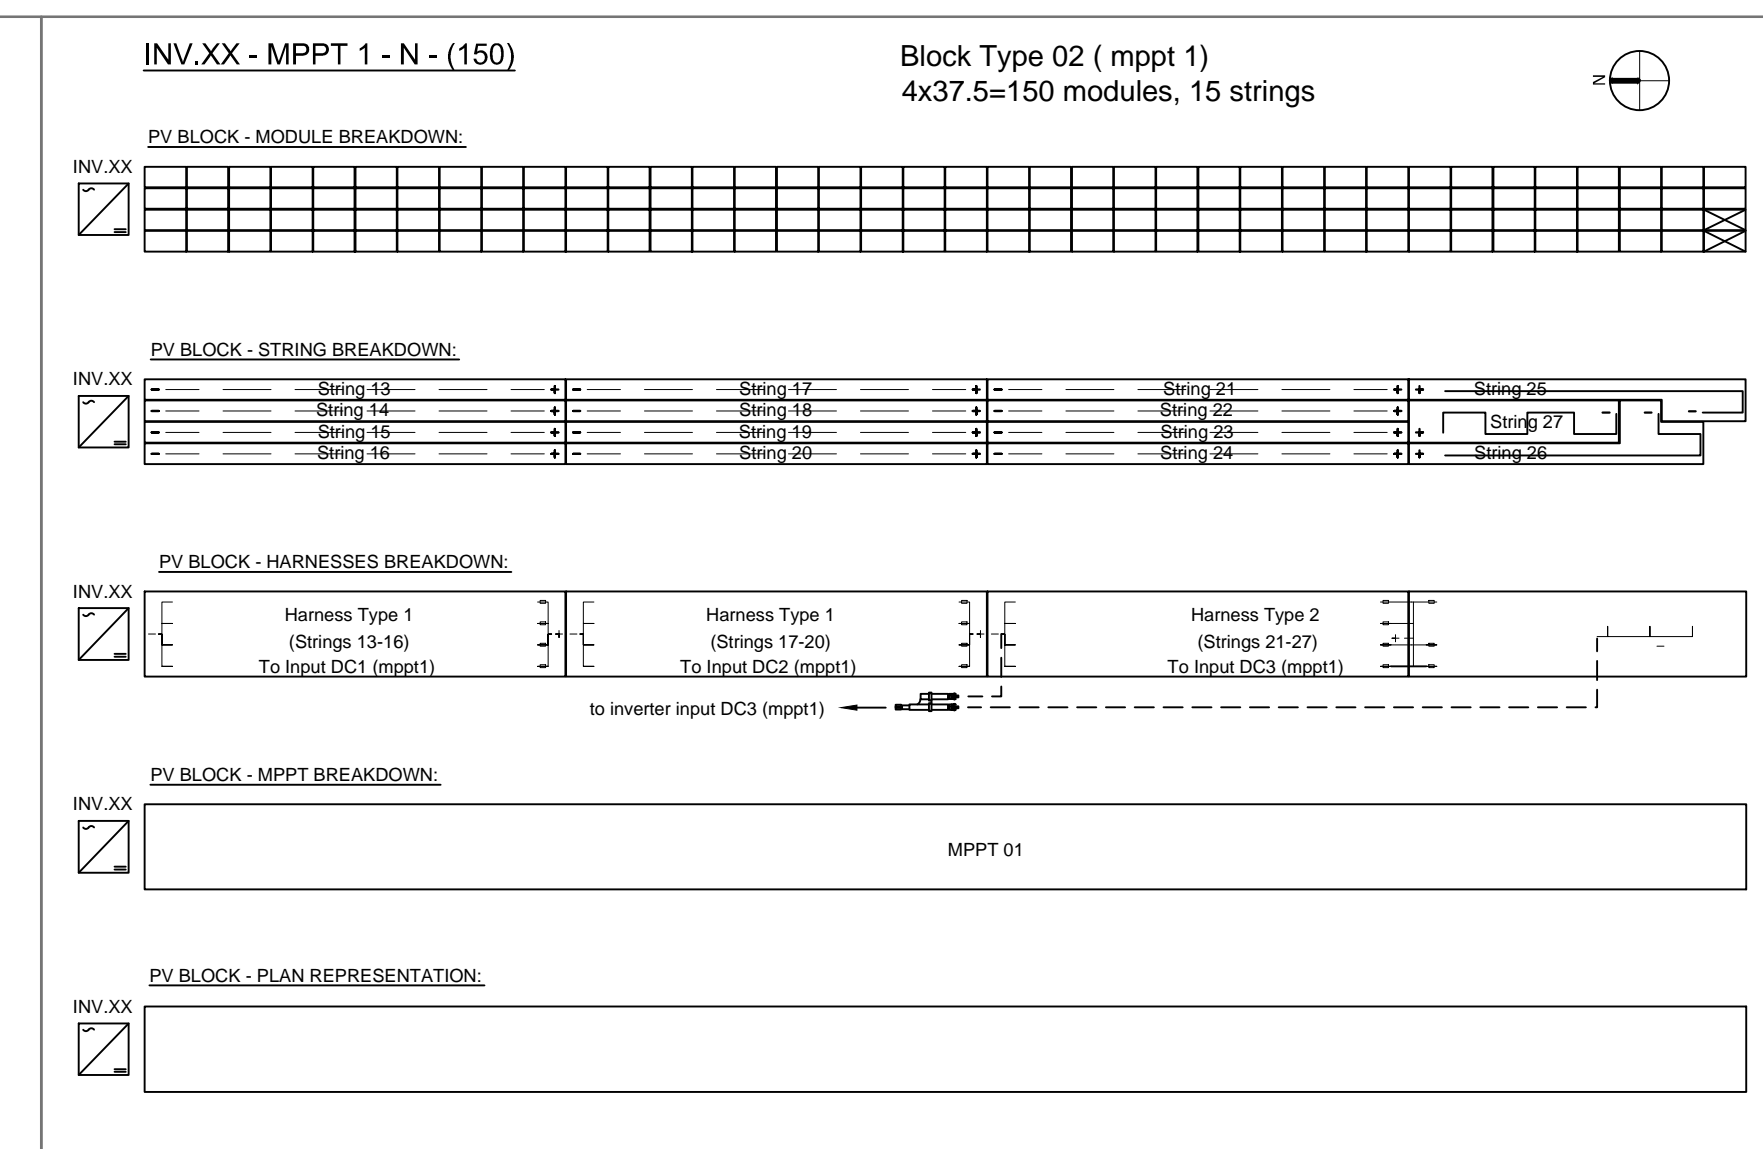 INV.XX - MPPT 1 - N - (150)
Block Type 02 ( mppt 1)
4x37.5=150 modules, 15 strings
N
PV BLOCK - MODULE BREAKDOWN:
INV.XX
PV BLOCK - STRING BREAKDOWN:
INV.XX
- String 13 + - String 17 + - String 21 + + String 25
- String 14 + - String 18 + - String 22 + - - -
String 27
- String 15 + - String 19 + - String 23 + +
- String 16 + - String 20 + - String 24 + + String 26
PV BLOCK - HARNESSES BREAKDOWN:
INV.XX
Harness Type 1
(Strings 13-16)
To Input DC1 (mppt1)
Harness Type 1
(Strings 17-20)
To Input DC2 (mppt1)
Harness Type 2
(Strings 21-27)
To Input DC3 (mppt1)
to inverter input DC3 (mppt1)
PV BLOCK - MPPT BREAKDOWN:
INV.XX
MPPT 01
PV BLOCK - PLAN REPRESENTATION:
INV.XX